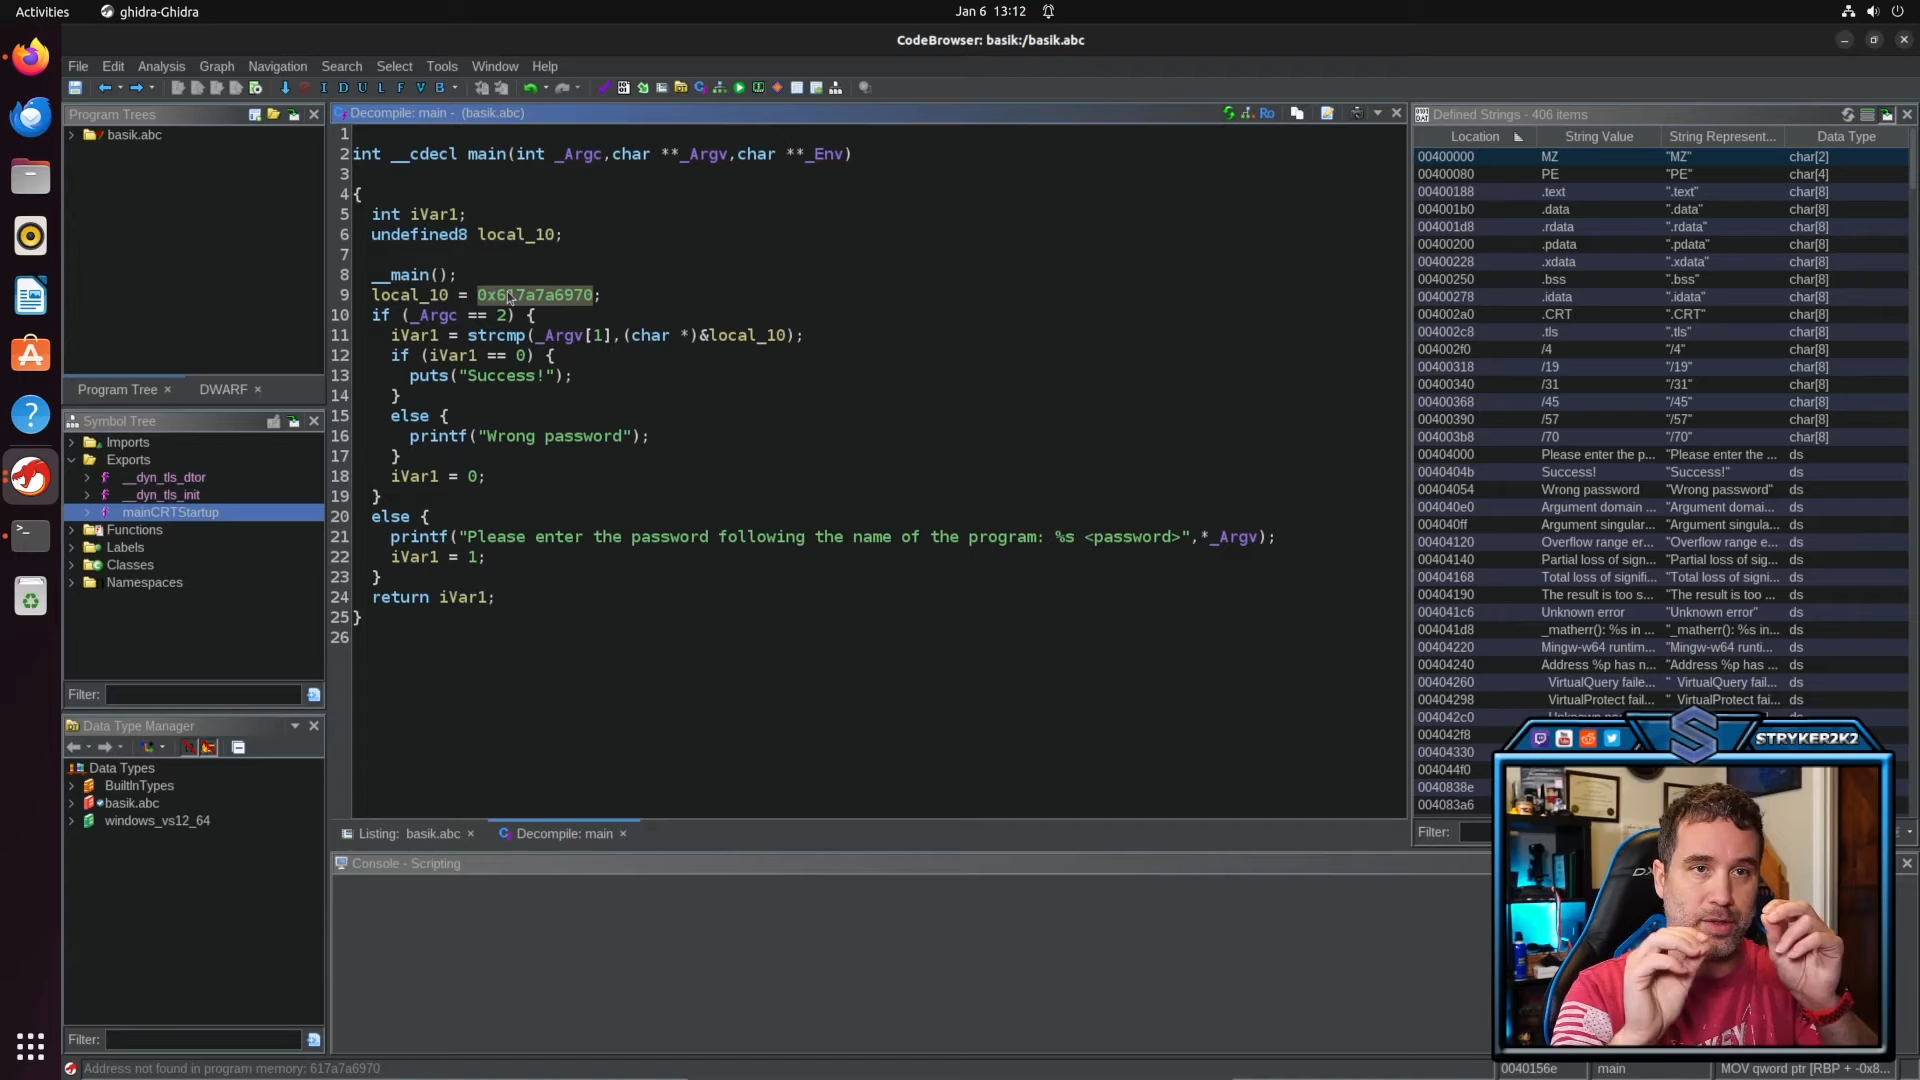 Activities ghidra-Ghidra Jan 6 13:12
CodeBrowser: basik:/basik.abc
File Edit Analysis Graph Navigation Search Select Tools Window Help
I D U L F V B
Program Trees
basik.abc
Program Tree × DWARF ×
Symbol Tree
Imports
Exports
__dyn_tls_dtor
__dyn_tls_init
mainCRTStartup
Functions
Labels
Classes
Namespaces
Filter:
Data Type Manager
Data Types
BuiltInTypes
basik.abc
windows_vs12_64
Filter:
Decompile: main - (basik.abc)
Ro
1
2 int __cdecl main(int _Argc,char **_Argv,char **_Env)
3
4 {
5 int iVar1;
6 undefined8 local_10;
7
8 __main();
9 local_10 = 0x617a7a6970;
10 if (_Argc == 2) {
11 iVar1 = strcmp(_Argv[1],(char *)&local_10);
12 if (iVar1 == 0) {
13 puts("Success!");
14 }
15 else {
16 printf("Wrong password");
17 }
18 iVar1 = 0;
19 }
20 else {
21 printf("Please enter the password following the name of the program: %s <password>",*_Argv);
22 iVar1 = 1;
23 }
24 return iVar1;
25 }
26
Listing: basik.abc × Decompile: main ×
Console - Scripting
Defined Strings - 406 items
Location String Value String Represent... Data Type
00400000 MZ "MZ" char[2]
00400080 PE "PE" char[4]
00400188 .text ".text" char[8]
004001b0 .data ".data" char[8]
004001d8 .rdata ".rdata" char[8]
00400200 .pdata ".pdata" char[8]
00400228 .xdata ".xdata" char[8]
00400250 .bss ".bss" char[8]
00400278 .idata ".idata" char[8]
004002a0 .CRT ".CRT" char[8]
004002c8 .tls ".tls" char[8]
004002f0 /4 "/4" char[8]
00400318 /19 "/19" char[8]
00400340 /31 "/31" char[8]
00400368 /45 "/45" char[8]
00400390 /57 "/57" char[8]
004003b8 /70 "/70" char[8]
00404000 Please enter the p... "Please enter the ... ds
0040404b Success! "Success!" ds
00404054 Wrong password "Wrong password" ds
004040e0 Argument domain ... "Argument domai... ds
004040ff Argument singular... "Argument singula... ds
00404120 Overflow range er... "Overflow range e... ds
00404140 Partial loss of sign... "Partial loss of sig... ds
00404168 Total loss of signifi... "Total loss of signi... ds
00404190 The result is too s... "The result is too ... ds
004041c6 Unknown error "Unknown error" ds
004041d8 _matherr(): %s in ... "_matherr(): %s in... ds
00404220 Mingw-w64 runtim... "Mingw-w64 runti... ds
00404240 Address %p has n... "Address %p has ... ds
00404260 VirtualQuery faile... " VirtualQuery fail... ds
00404298 VirtualProtect fail... " VirtualProtect fai... ds
004042c0
004042f8
00404330
004044f0
0040838e
004083a6
Filter:
STRYKER2K2
DX
Address not found in program memory: 617a7a6970
0040156e main MOV qword ptr [RBP + -0x8...